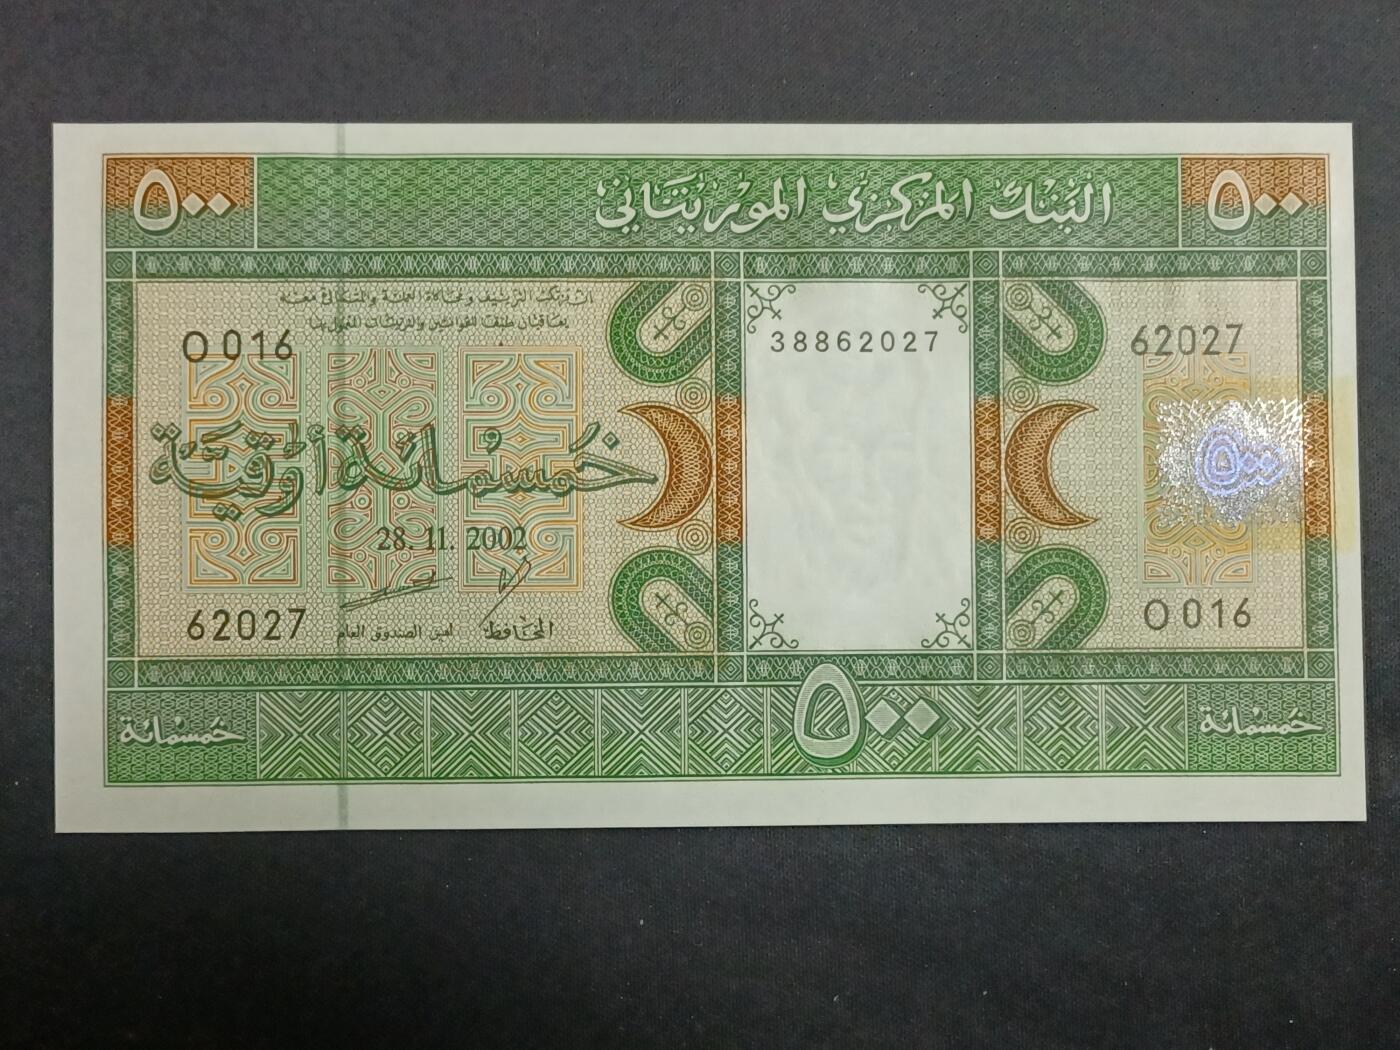 ٥٠٠
البنك المركزي الموريتاني
٥٠٠
O 016
38862027
62027
خمسمائة أوقية
٥٠٠
28. 11. 2002
62027
أمين الصندوق العام
المحافظ
O 016
خمسمائة
٥٠٠
خمسمائة